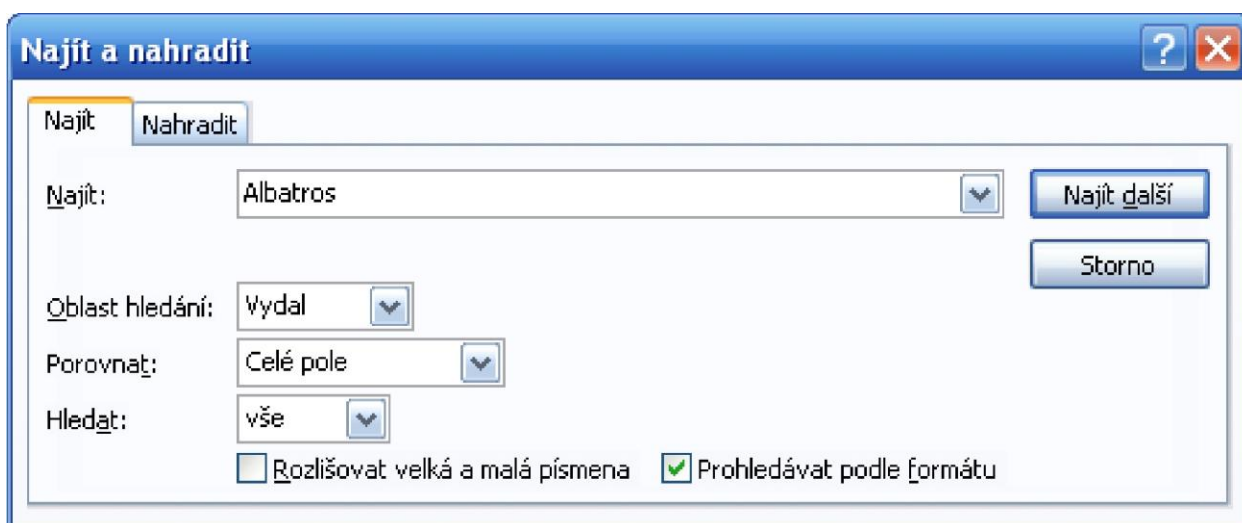 Najít a nahradit
Najít Nahradit
Najít: Albatros Najít další
Storno
Oblast hledání: Vydal
Porovnat: Celé pole
Hledat: vše
Rozlišovat velká a malá písmena Prohledávat podle formátu